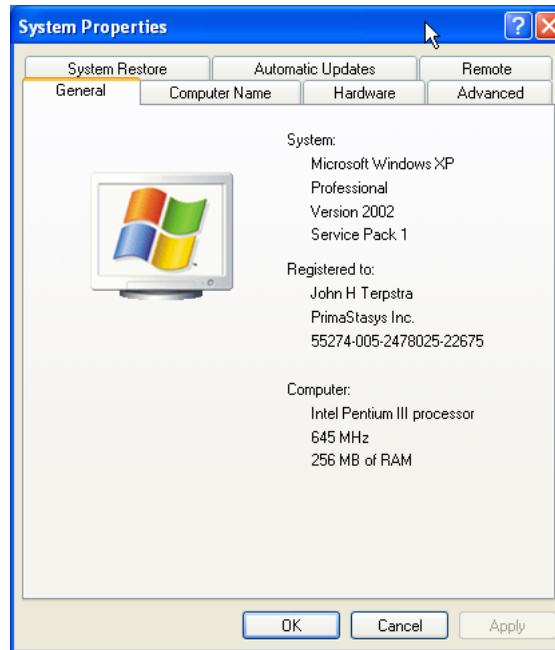 System Properties
System Restore
Automatic Updates
Remote
General
Computer Name
Hardware
Advanced
System:
Microsoft Windows XP
Professional
Version 2002
Service Pack 1
Registered to:
John H Terpstra
PrimaStasys Inc.
55274-005-2478025-22675
Computer:
Intel Pentium III processor
645 MHz
256 MB of RAM
OK
Cancel
Apply